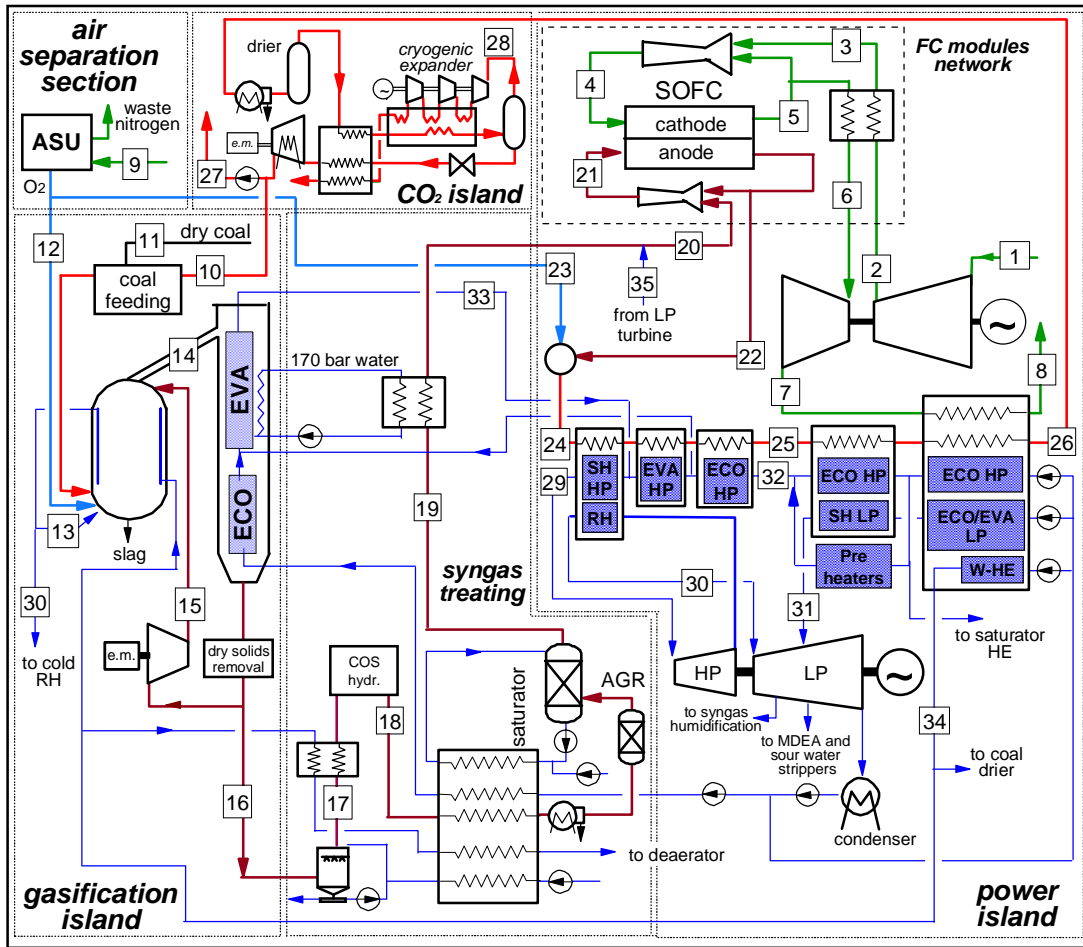 air
separation
section
waste
nitrogen
ASU
9
O2
drier
cryogenic
expander
28
~
e.m.
27
CO2 island
3
FC modules
network
4
SOFC
5
cathode
anode
21
6
12
11
dry coal
10
coal
feeding
33
20
23
35
from LP
turbine
22
2
1
~
14
170 bar water
EVA
7
8
24
25
26
SH
HP
EVA
HP
ECO
HP
32
ECO HP
ECO HP
29
RH
SH LP
ECO/EVA
LP
13
slag
ECO
19
Pre
heaters
W-HE
30
to cold
RH
15
syngas
treating
30
31
to saturator
HE
e.m.
dry solids
removal
COS
hydr.
saturator
AGR
HP
LP
~
18
to syngas
humidification
to MDEA and
sour water
strippers
34
to coal
drier
16
17
condenser
to deaerator
gasification
island
power
island